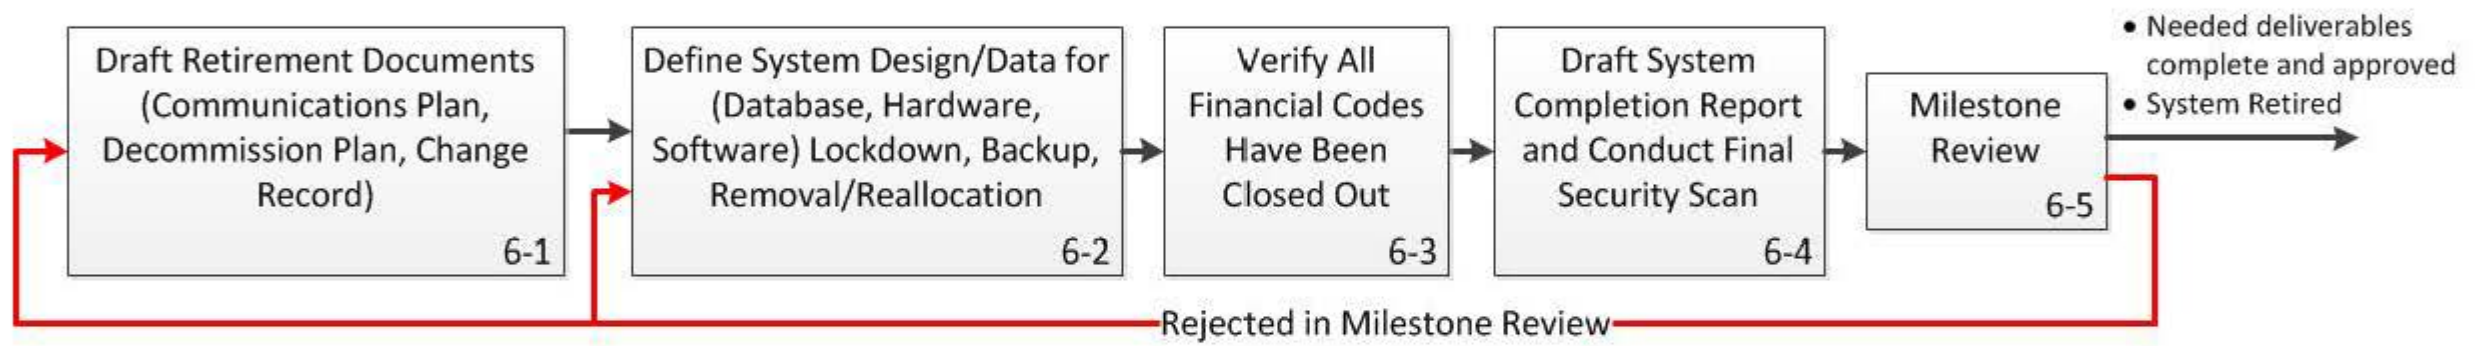 Draft Retirement Documents
(Communications Plan,
Decommission Plan, Change
Record)
6-1
Define System Design/Data for
(Database, Hardware,
Software) Lockdown, Backup,
Removal/Reallocation
6-2
Verify All
Financial Codes
Have Been
Closed Out
6-3
Draft System
Completion Report
and Conduct Final
Security Scan
6-4
Milestone
Review
6-5
• Needed deliverables
complete and approved
• System Retired
Rejected in Milestone Review